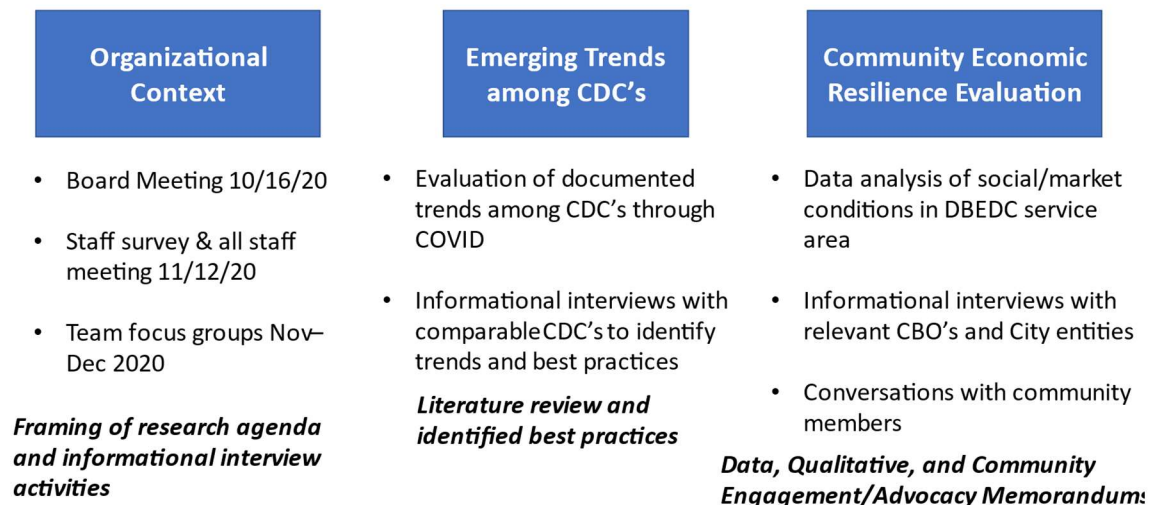 Organizational
Context
• Board Meeting 10/16/20
• Staff survey & all staff
meeting 11/12/20
• Team focus groups Nov–
Dec 2020
Framing of research agenda
and informational interview
activities
Emerging Trends
among CDC's
• Evaluation of documented
trends among CDC's through
COVID
• Informational interviews with
comparable CDC's to identify
trends and best practices
Literature review and
identified best practices
Community Economic
Resilience Evaluation
• Data analysis of social/market
conditions in DBEDC service
area
• Informational interviews with
relevant CBO's and City entities
• Conversations with community
members
Data, Qualitative, and Community
Engagement/Advocacy Memorandums